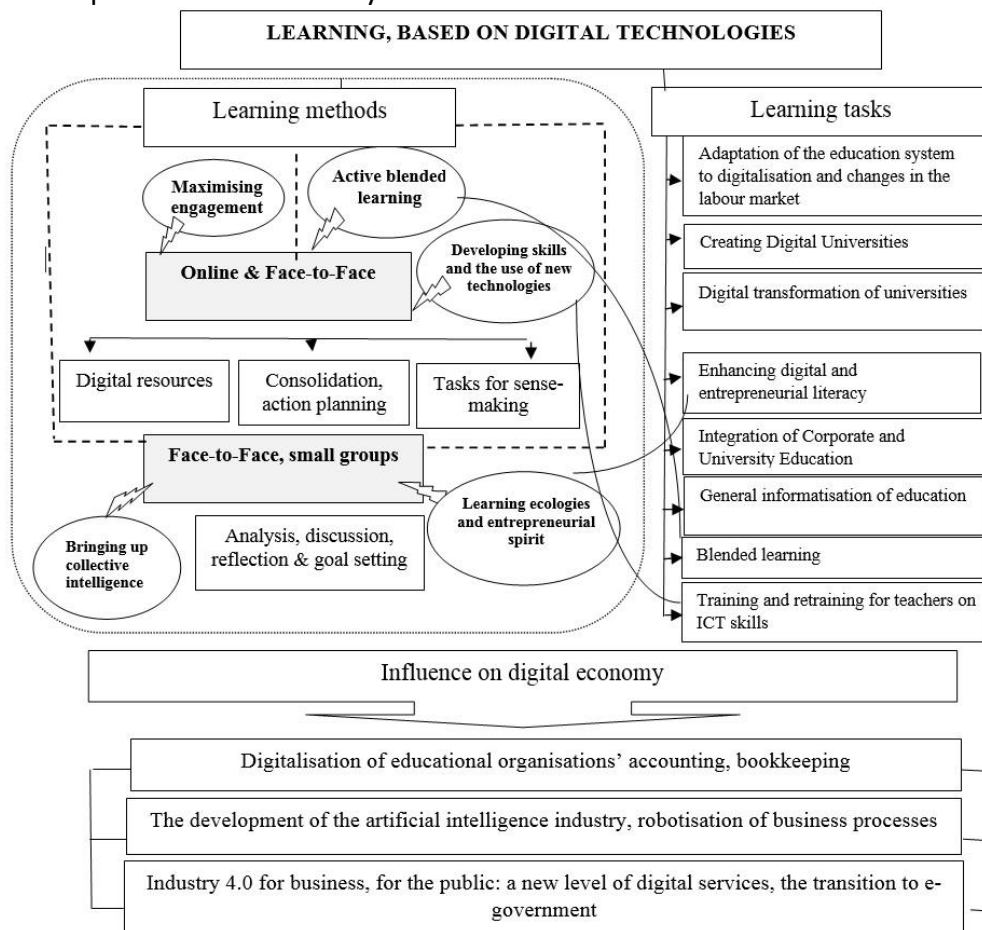 LEARNING, BASED ON DIGITAL TECHNOLOGIES
Learning methods
Maximising
engagement
Active blended
learning
Developing skills
and the use of new
technologies
Online & Face-to-Face
Digital resources
Consolidation,
action planning
Tasks for sense-
making
Face-to-Face, small groups
Bringing up
collective
intelligence
Analysis, discussion,
reflection & goal setting
Learning ecologies
and entrepreneurial
spirit
Learning tasks
Adaptation of the education system
to digitalisation and changes in the
labour market
Creating Digital Universities
Digital transformation of universities
Enhancing digital and
entrepreneurial literacy
Integration of Corporate and
University Education
General informatisation of education
Blended learning
Training and retraining for teachers on
ICT skills
Influence on digital economy
Digitalisation of educational organisations’ accounting, bookkeeping
The development of the artificial intelligence industry, robotisation of business processes
Industry 4.0 for business, for the public: a new level of digital services, the transition to e-
government